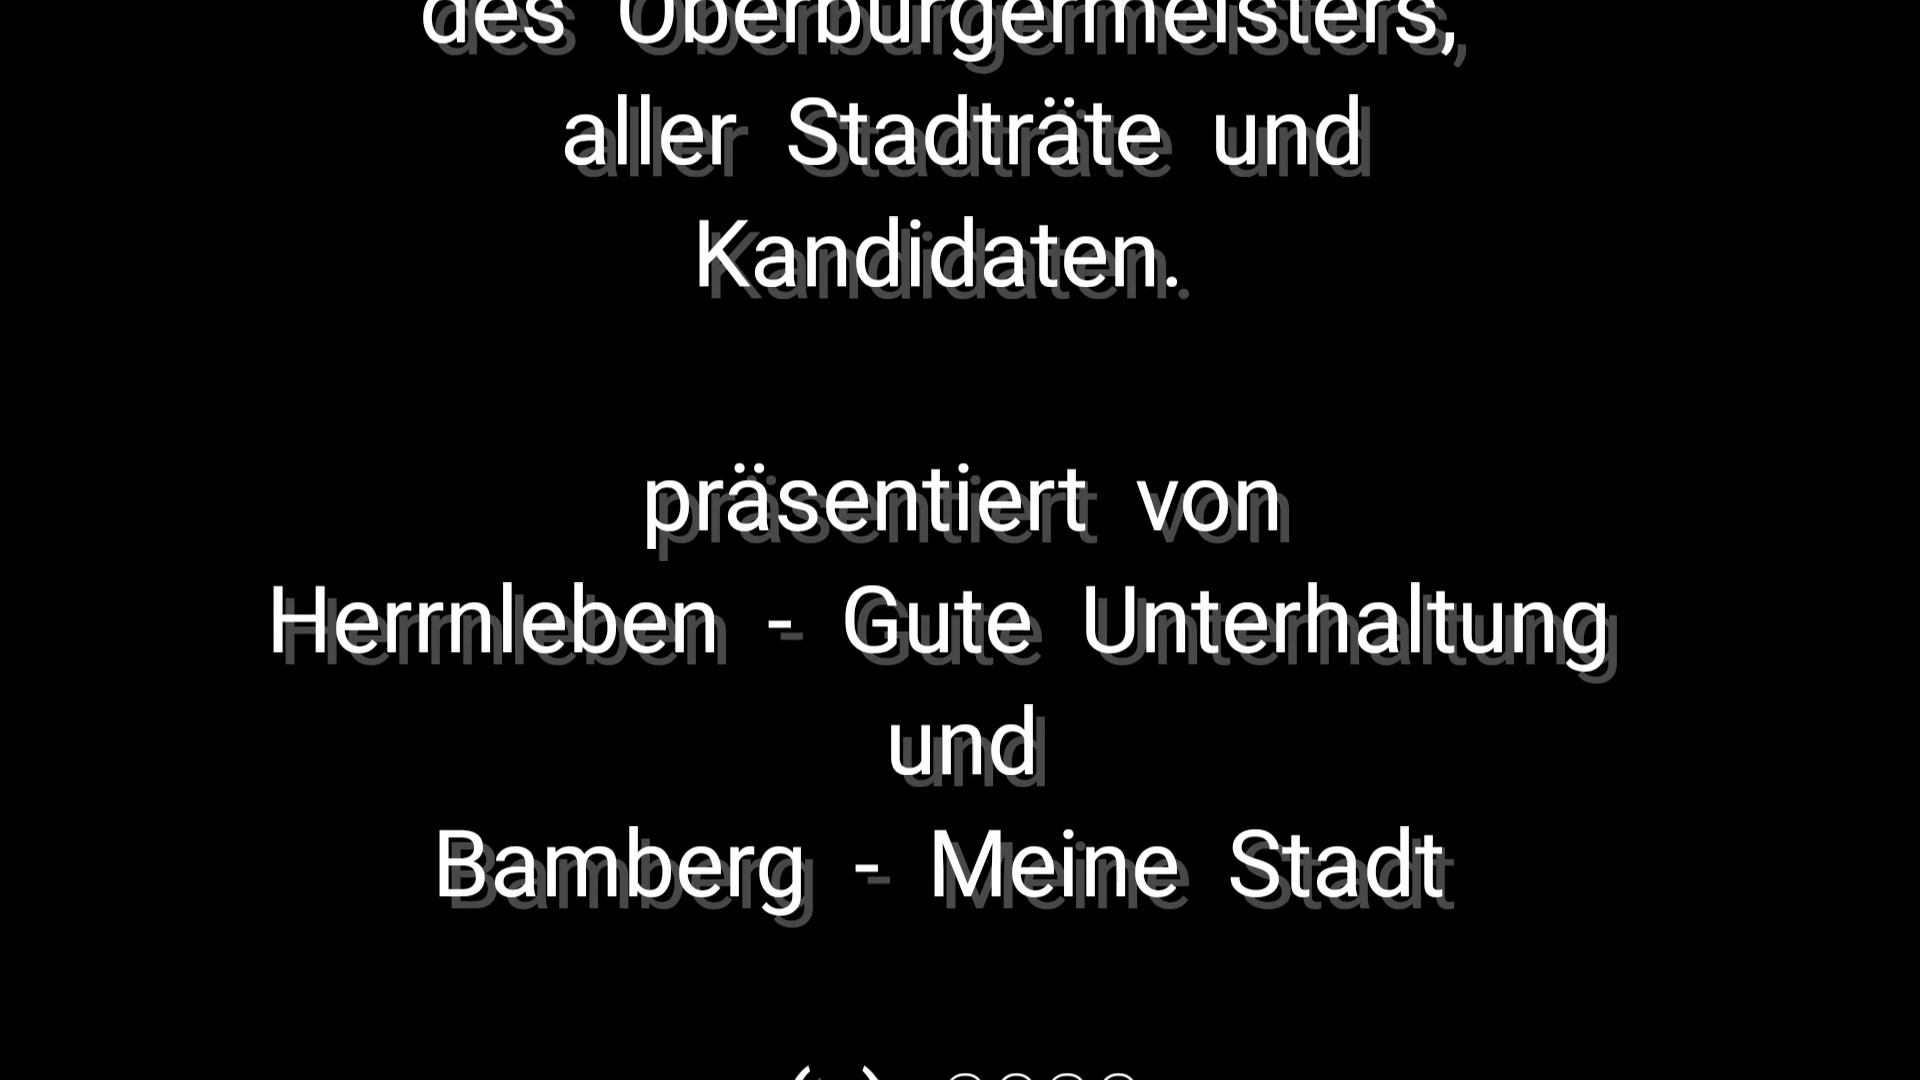 des Oberbürgermeisters,
aller Stadträte und
Kandidaten.
präsentiert von
Herrnleben - Gute Unterhaltung
und
Bamberg - Meine Stadt